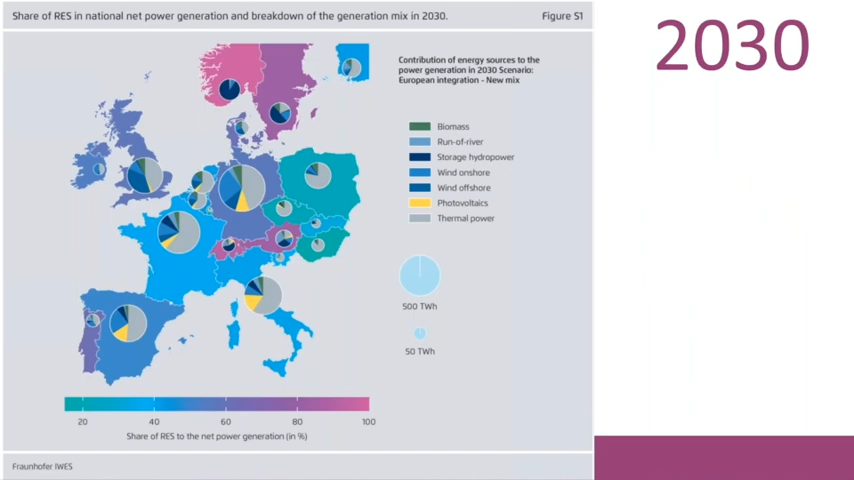 Share of RES in national net power generation and breakdown of the generation mix in 2030.
Figure S1
2030
Contribution of energy sources to the
power generation in 2030 Scenario:
European integration - New mix
Biomass
Run-of-river
Storage hydropower
Wind onshore
Wind offshore
Photovoltaics
Thermal power
500 TWh
50 TWh
20 40 60 80 100
Share of RES to the net power generation (in %)
Fraunhofer IWES